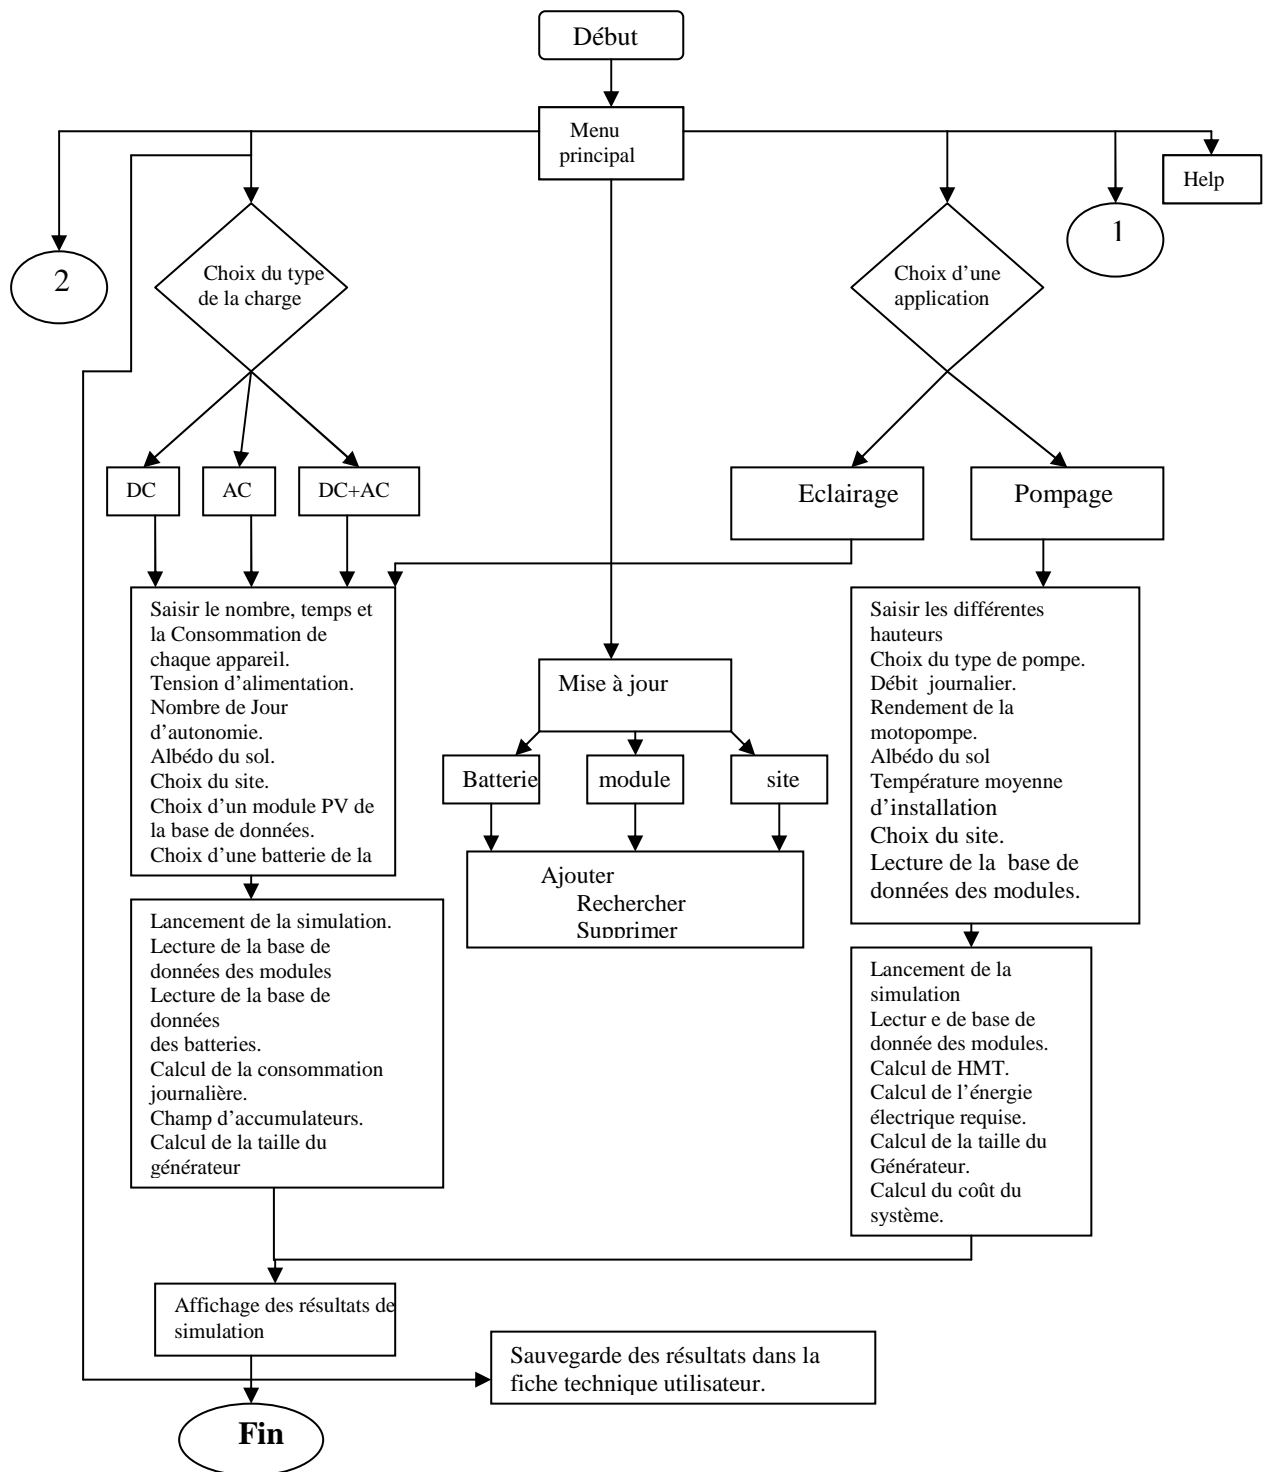 Début
Menu
principal
Help
1
2
Choix du type
de la charge
Choix d’une
application
DC
AC
DC+AC
Eclairage
Pompage
Saisir le nombre, temps et
la Consommation de
chaque appareil.
Tension d’alimentation.
Nombre de Jour
d’autonomie.
Albédo du sol.
Choix du site.
Choix d’un module PV de
la base de données.
Choix d’une batterie de la
Mise à jour
Batterie
module
site
Ajouter
Rechercher
Supprimer
Saisir les différentes
hauteurs
Choix du type de pompe.
Débit journalier.
Rendement de la
motopompe.
Albédo du sol
Température moyenne
d’installation
Choix du site.
Lecture de la base de
données des modules.
Lancement de la simulation.
Lecture de la base de
données des modules
Lecture de la base de
données
des batteries.
Calcul de la consommation
journalière.
Champ d’accumulateurs.
Calcul de la taille du
générateur
Lancement de la
simulation
Lectur e de base de
donnée des modules.
Calcul de HMT.
Calcul de l’énergie
électrique requise.
Calcul de la taille du
Générateur.
Calcul du coût du
système.
Affichage des résultats de
simulation
Sauvegarde des résultats dans la
fiche technique utilisateur.
Fin